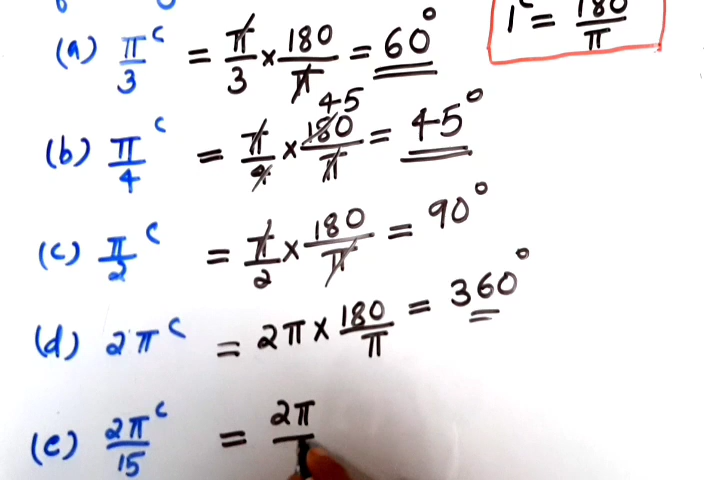 1ᶜ = 180/π
(a) π/3 ᶜ = π/3 × 180/π = 60°
45
(b) π/4 ᶜ = π/4 × 180/π = 45°
(c) π/2 ᶜ = π/2 × 180/π = 90°
(d) 2π ᶜ = 2π × 180/π = 360°
(e) 2π/15 ᶜ = 2π